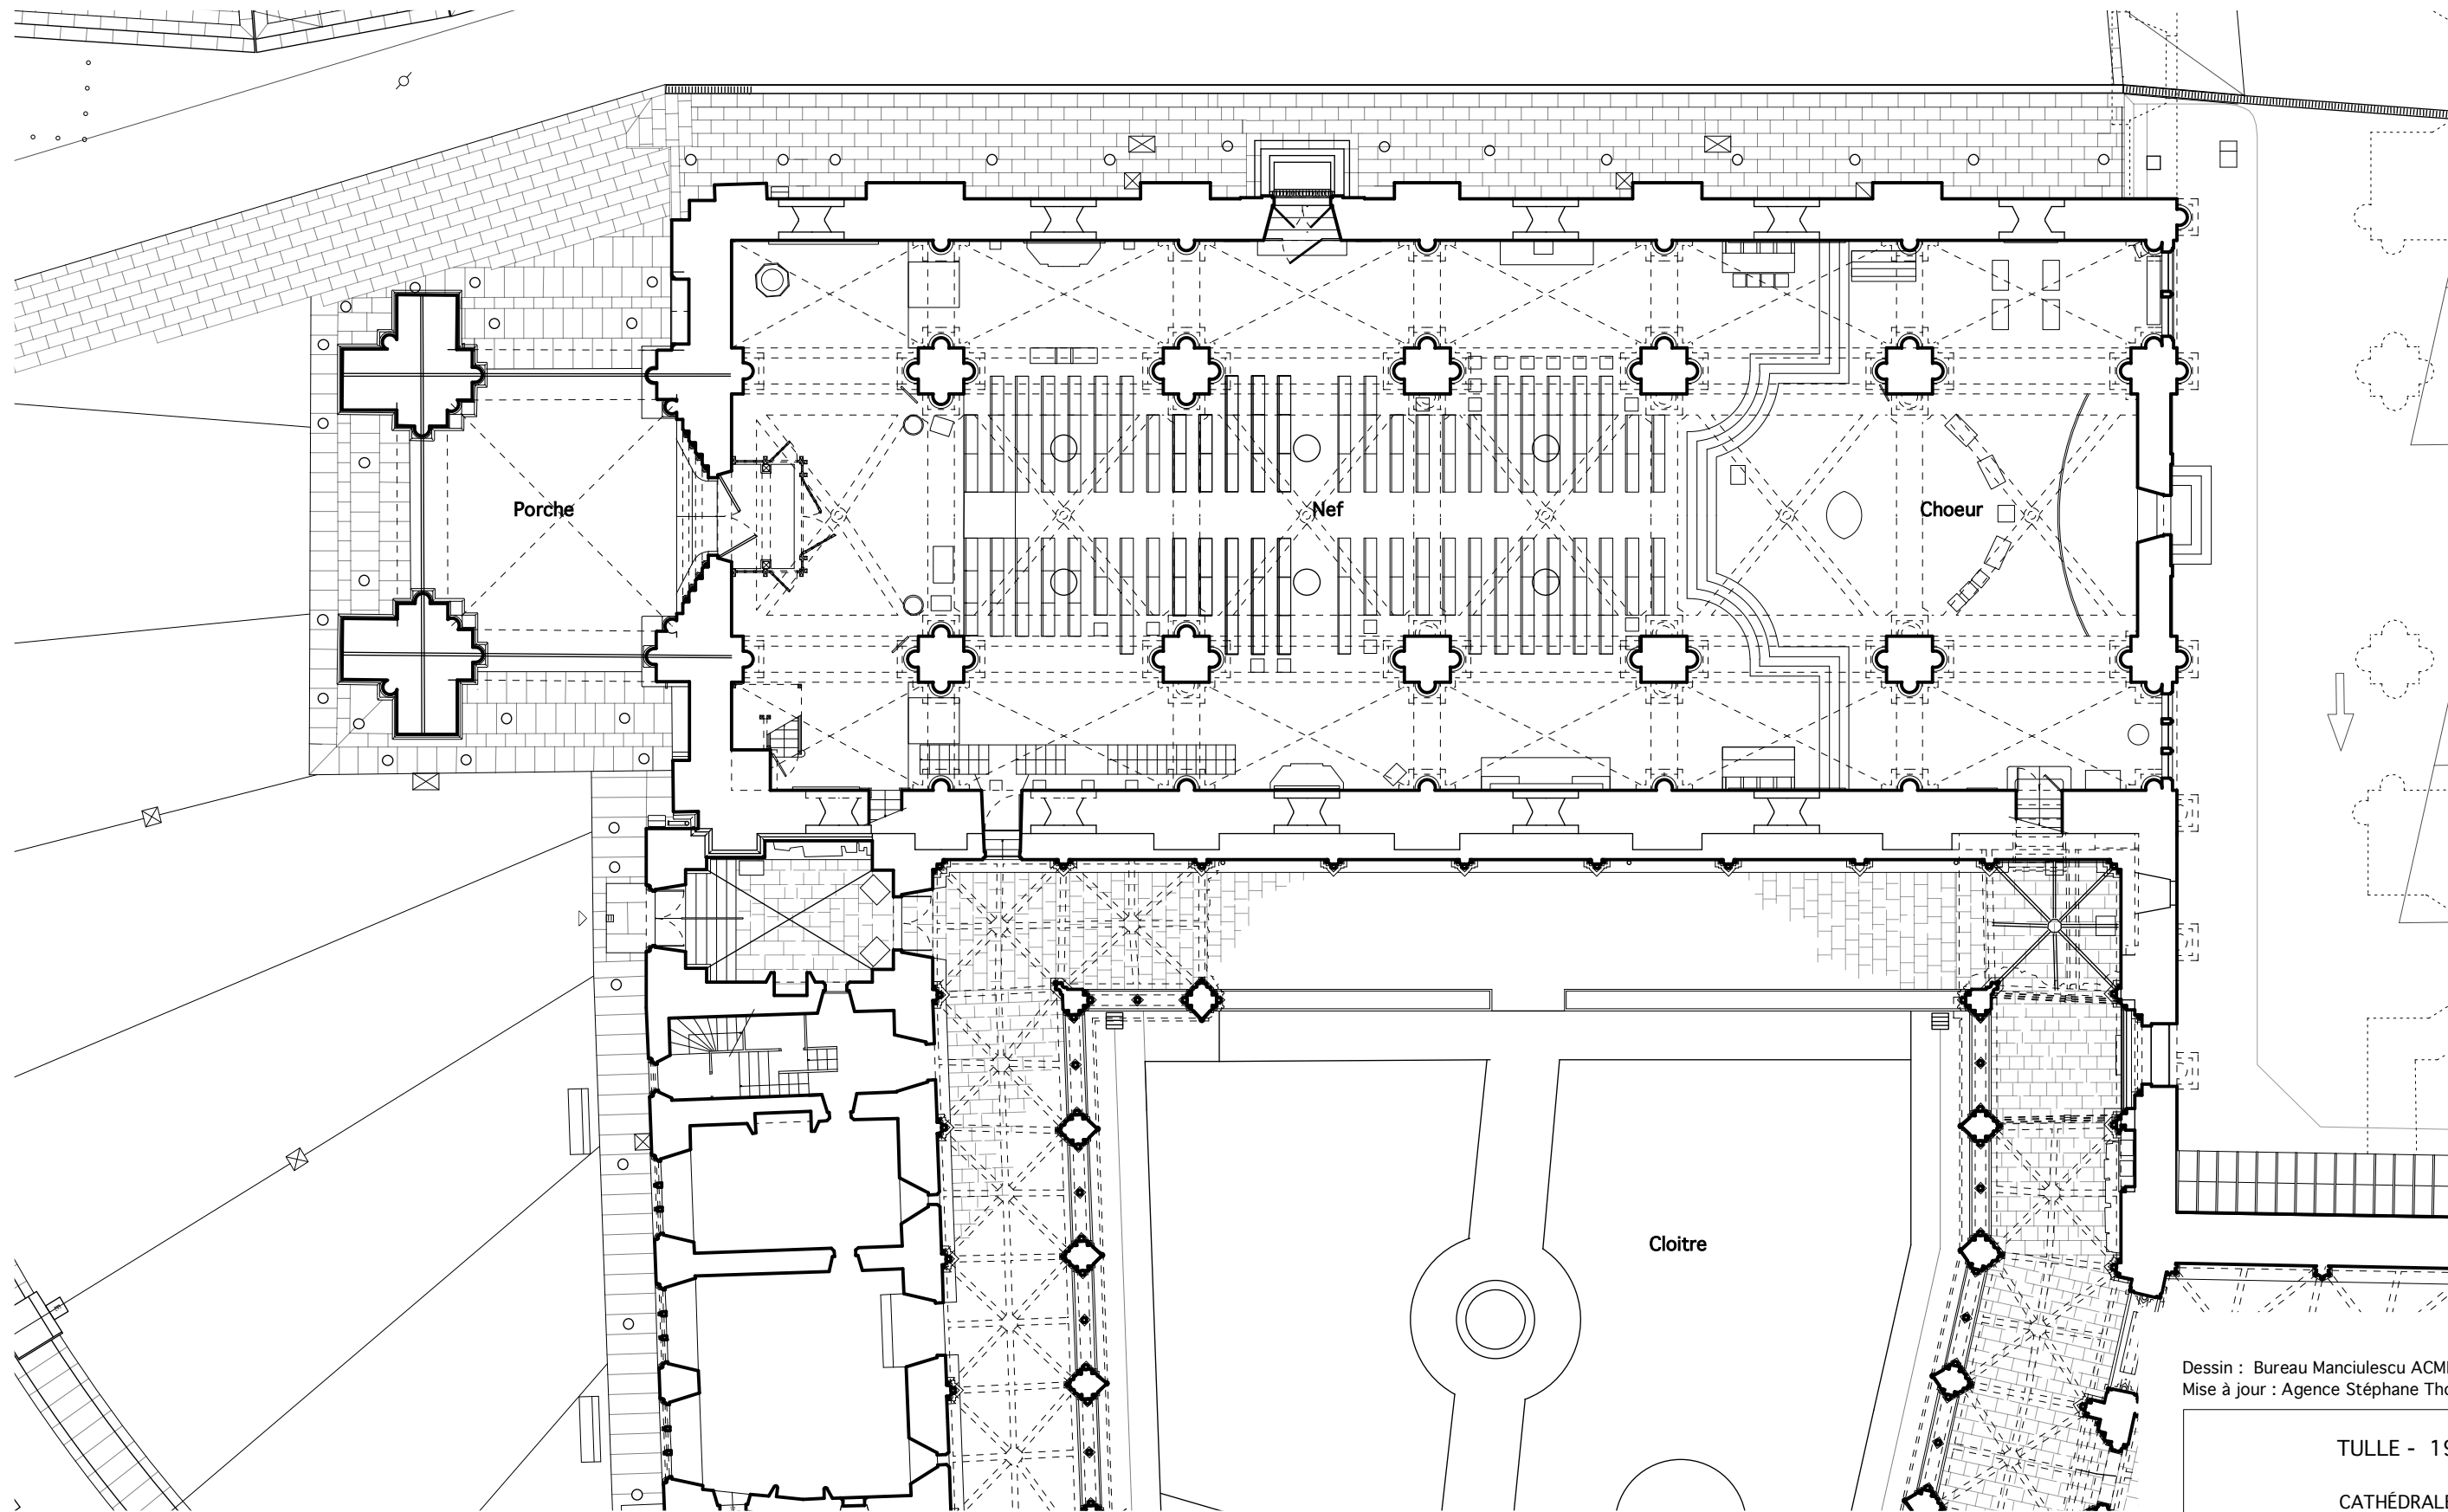 Porche
Nef
Choeur
Cloitre
Dessin : Bureau Manciulescu
Mise à jour : Agence Stéphane
TULLE -
CATHÉDRALE